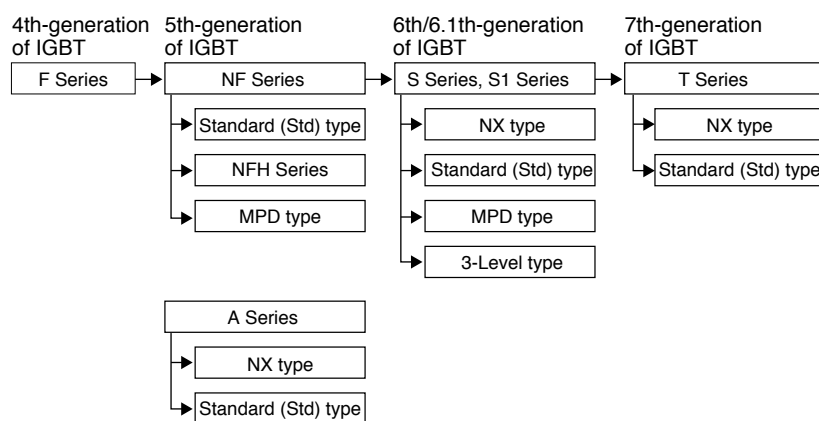 4th-generation
of IGBT
F Series
5th-generation
of IGBT
NF Series
Standard (Std) type
NFH Series
MPD type
A Series
NX type
Standard (Std) type
6th/6.1th-generation
of IGBT
S Series, S1 Series
NX type
Standard (Std) type
MPD type
3-Level type
7th-generation
of IGBT
T Series
NX type
Standard (Std) type